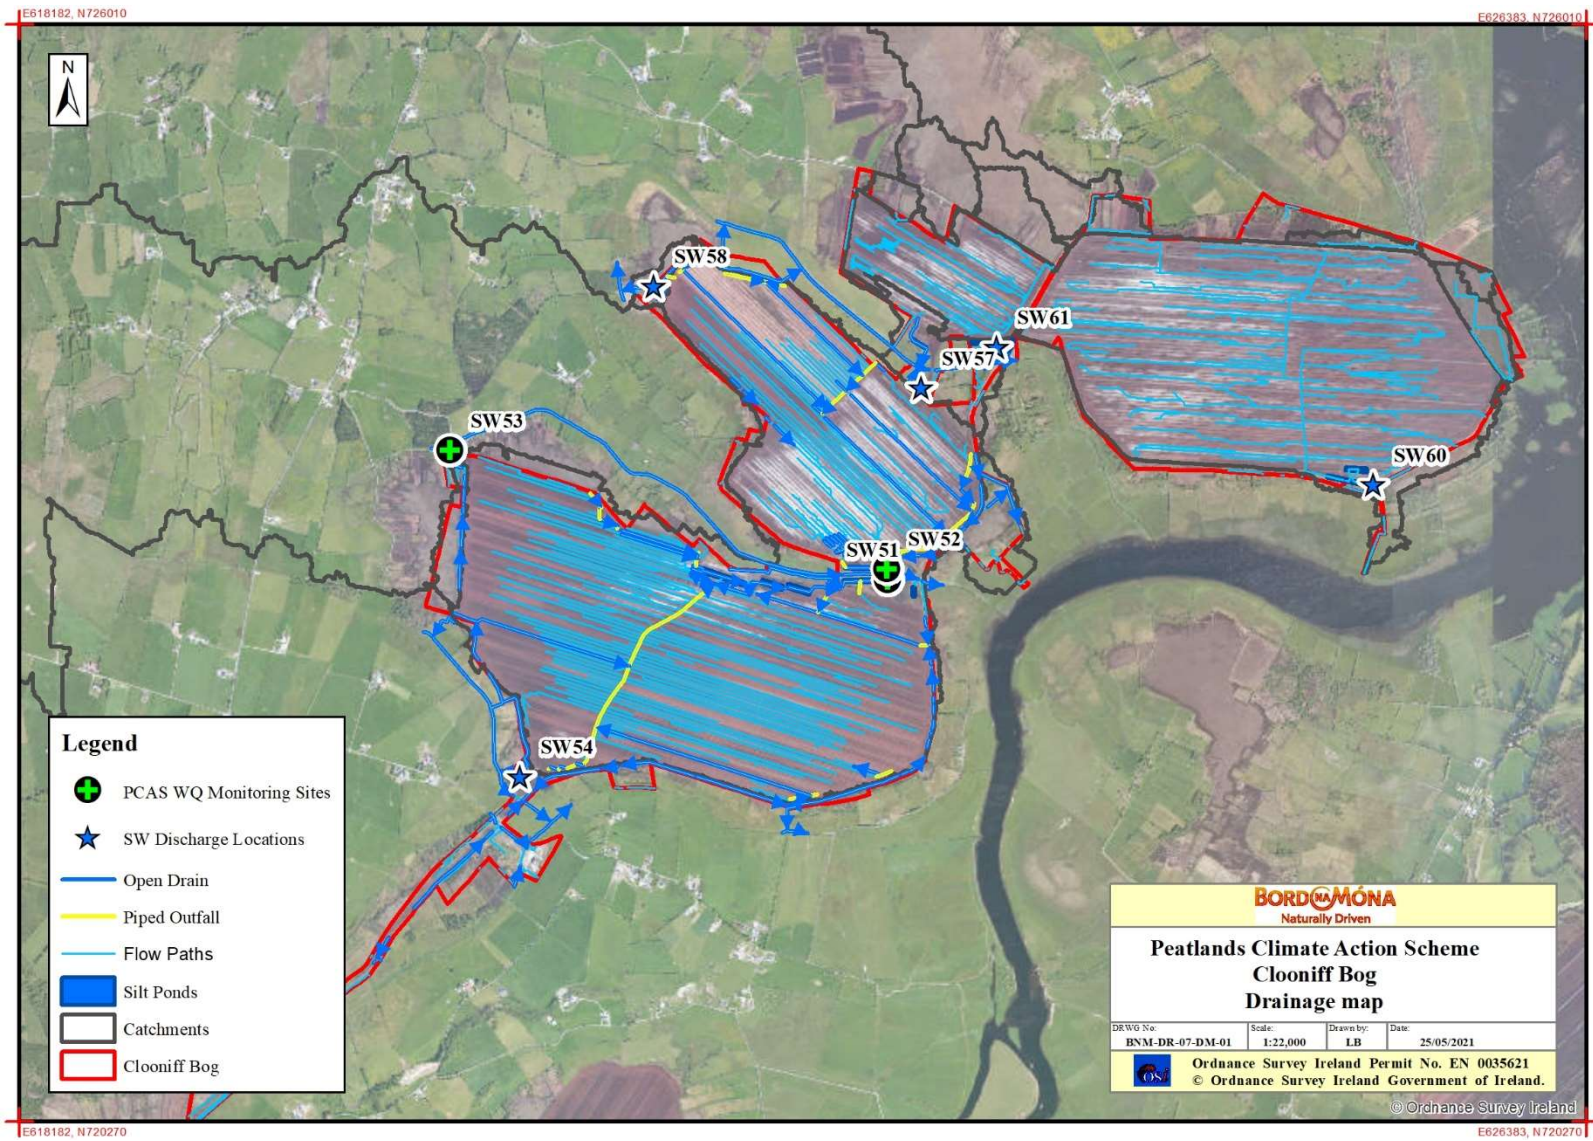 E618182, N726010
E626383, N726010
N
SW58
SW61
SW57
SW53
SW60
SW52
SW51
SW54
Legend
PCAS WQ Monitoring Sites
SW Discharge Locations
Open Drain
Piped Outfall
Flow Paths
Silt Ponds
Catchments
Clooniff Bog
BORD NA MÓNA
Naturally Driven
Peatlands Climate Action Scheme
Clooniff Bog
Drainage map
DRWG No: Scale: Drawn by: Date:
BNM-DR-07-DM-01 1:22,000 LB 25/05/2021
OSi
Ordnance Survey Ireland Permit No. EN 0035621
© Ordnance Survey Ireland Government of Ireland.
© Ordnance Survey Ireland
E618182, N720270
E626383, N720270